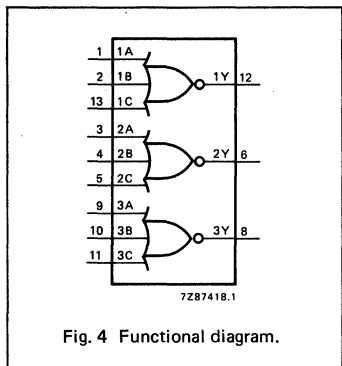 1 1A
2 1B 1Y 12
13 1C
3 2A
4 2B 2Y 6
5 2C
9 3A
10 3B 3Y 8
11 3C
7Z87418.1
Fig. 4 Functional diagram.